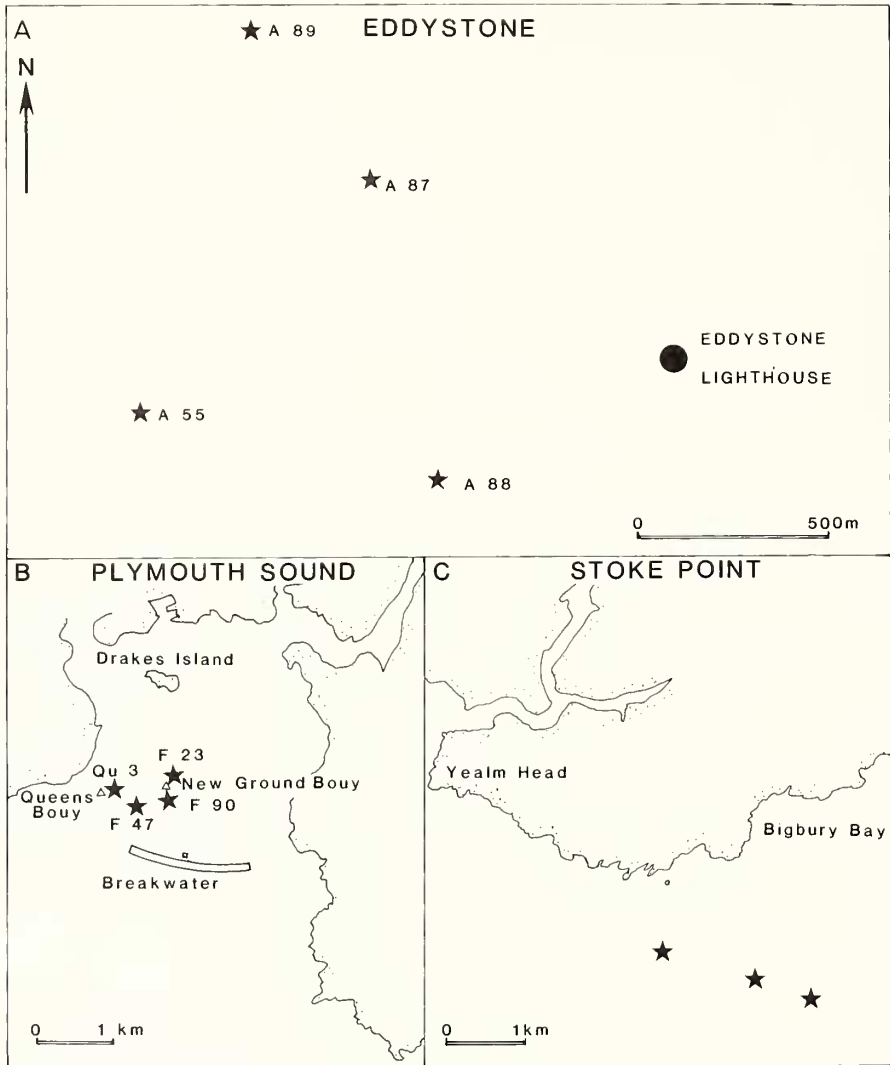 A
EDDYSTONE
N
A 89
A 87
EDDYSTONE
LIGHTHOUSE
A 55
A 88
0 500m
B PLYMOUTH SOUND
Drakes Island
F 23
Qu 3
New Ground Bouy
Queens
Bouy
F 90
F 47
Breakwater
0 1 km
C STOKE POINT
Yealm Head
Bigbury Bay
0 1km